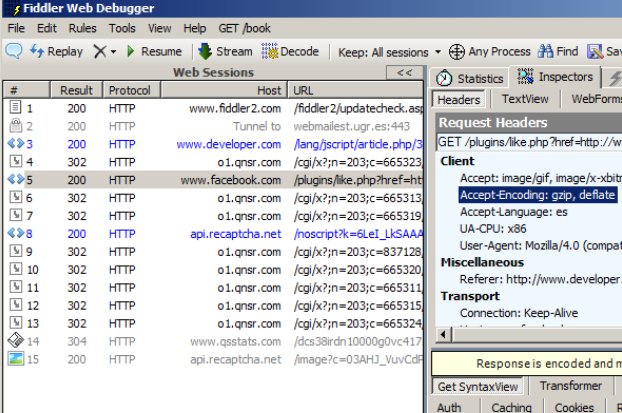 Fiddler Web Debugger
File Edit Rules Tools View Help GET /book
Replay Resume Stream Decode Keep: All sessions Any Process Find
Web Sessions <<
# Result Protocol Host URL
1 200 HTTP www.fiddler2.com /fiddler2/updatecheck.asp
2 200 HTTP Tunnel to webmailest.ugr.es:443
3 200 HTTP www.developer.com /lang/jscript/article.php/3
4 302 HTTP o1.qnsr.com /cgi/x?;n=203;c=665323
5 200 HTTP www.facebook.com /plugins/like.php?href=htt
6 302 HTTP o1.qnsr.com /cgi/x?;n=203;c=665313
7 302 HTTP o1.qnsr.com /cgi/x?;n=203;c=665319
8 200 HTTP api.recaptcha.net /noscript?k=6LeI_LkSAAA
9 302 HTTP o1.qnsr.com /cgi/x?;n=203;c=837128
10 302 HTTP o1.qnsr.com /cgi/x?;n=203;c=665320
11 302 HTTP o1.qnsr.com /cgi/x?;n=203;c=665311
12 302 HTTP o1.qnsr.com /cgi/x?;n=203;c=665315
13 302 HTTP o1.qnsr.com /cgi/x?;n=203;c=665324
14 304 HTTP www.qsstats.com /dcs38irdn10000g0vc417
15 200 HTTP api.recaptcha.net /image?c=03AHJ_VuvCdF
Statistics Inspectors
Headers TextView WebForms
Request Headers
GET /plugins/like.php?href=http://w
Client
Accept: image/gif, image/x-xbitm
Accept-Encoding: gzip, deflate
Accept-Language: es
UA-CPU: x86
User-Agent: Mozilla/4.0 (compat
Miscellaneous
Referer: http://www.developer.
Transport
Connection: Keep-Alive
Response is encoded and m
Get SyntaxView Transformer
Auth Caching Cookies R